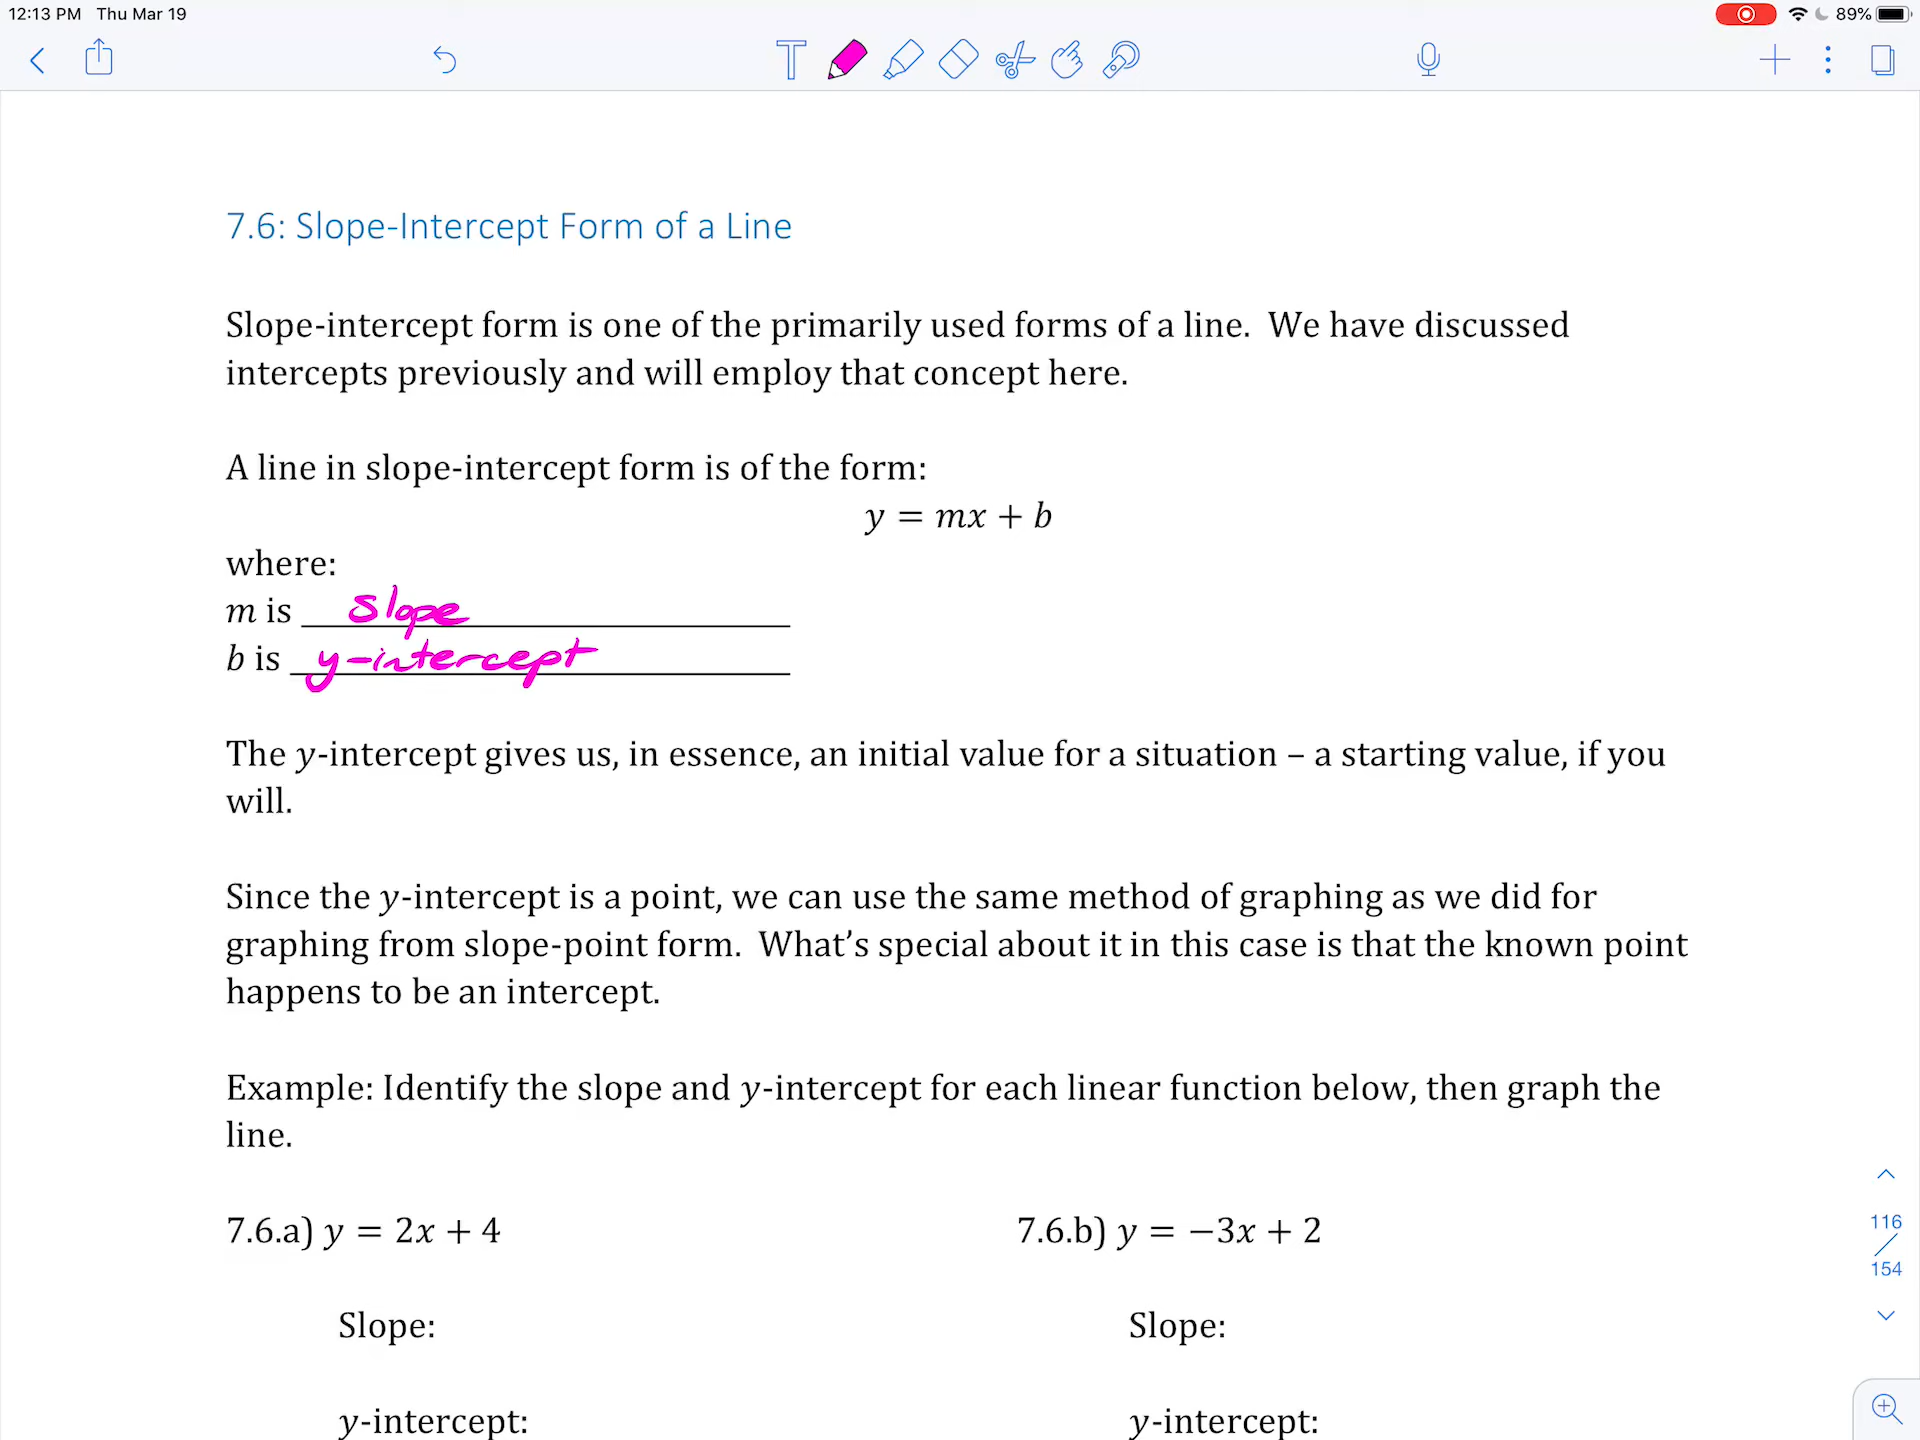 12:13 PM Thu Mar 19
89%
7.6: Slope-Intercept Form of a Line
Slope-intercept form is one of the primarily used forms of a line. We have discussed
intercepts previously and will employ that concept here.
A line in slope-intercept form is of the form:
y = mx + b
where:
m is slope
b is y-intercept
The y-intercept gives us, in essence, an initial value for a situation – a starting value, if you
will.
Since the y-intercept is a point, we can use the same method of graphing as we did for
graphing from slope-point form. What’s special about it in this case is that the known point
happens to be an intercept.
Example: Identify the slope and y-intercept for each linear function below, then graph the
line.
7.6.a) y = 2x + 4
7.6.b) y = −3x + 2
Slope:
Slope:
y-intercept:
y-intercept:
116
/
154